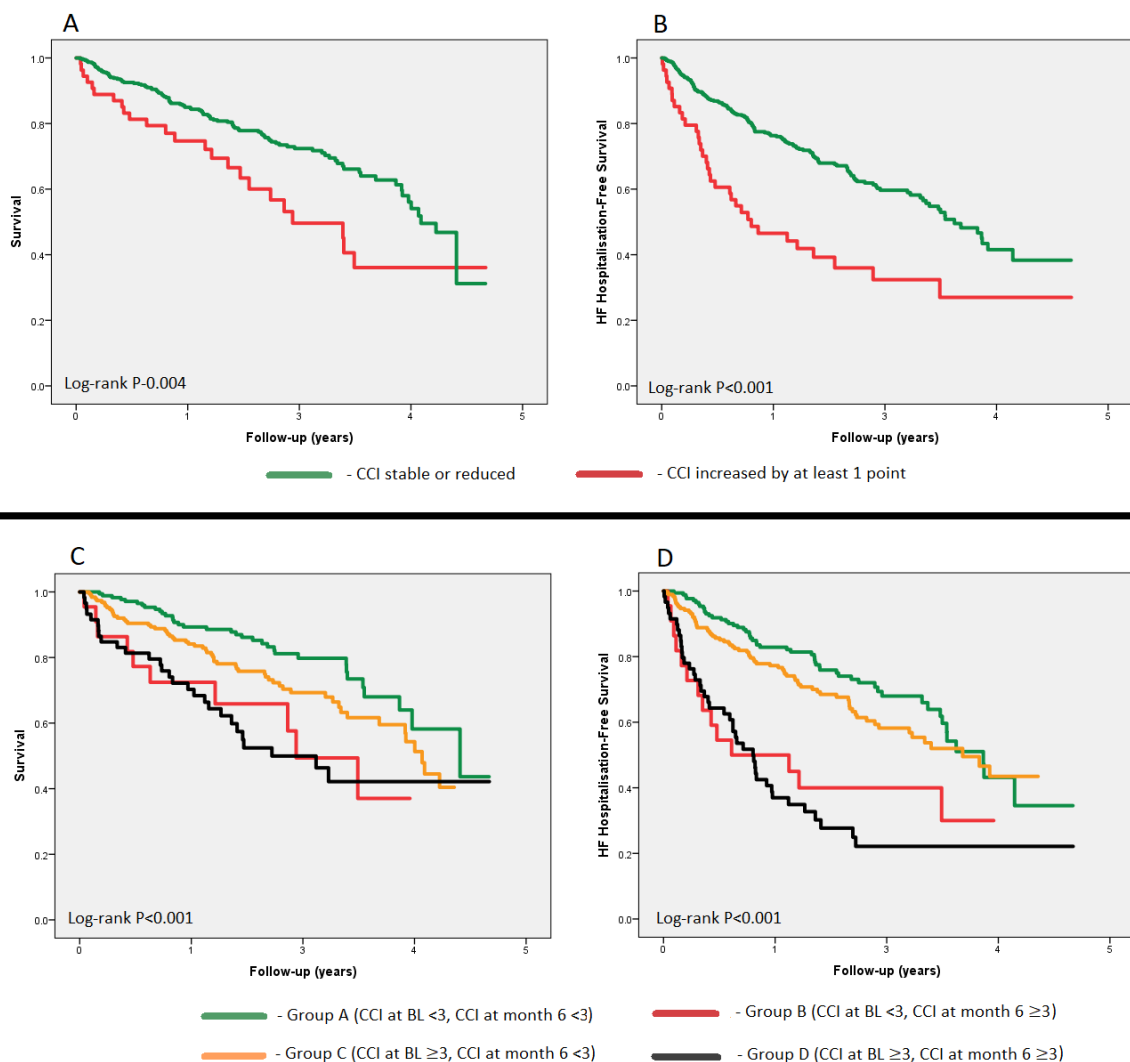 A
1.0
0.8
0.6
0.4
0.2
0.0
Survival
0
1
3
4
5
Follow-up (years)
Log-rank P-0.004
B
1.0
0.8
0.6
0.4
0.2
0.0
HF Hospitalisation-Free Survival
0
1
3
4
5
Follow-up (years)
Log-rank P<0.001
- CCI stable or reduced
- CCI increased by at least 1 point
C
1.0
0.8
0.6
0.4
0.2
0.0
Survival
0
1
3
4
5
Follow-up (years)
Log-rank P<0.001
D
1.0
0.8
0.6
0.4
0.2
0.0
HF Hospitalisation-Free Survival
0
1
3
4
5
Follow-up (years)
Log-rank P<0.001
- Group A (CCI at BL <3, CCI at month 6 <3)
- Group B (CCI at BL <3, CCI at month 6 ≥3)
- Group C (CCI at BL ≥3, CCI at month 6 <3)
- Group D (CCI at BL ≥3, CCI at month 6 ≥3)